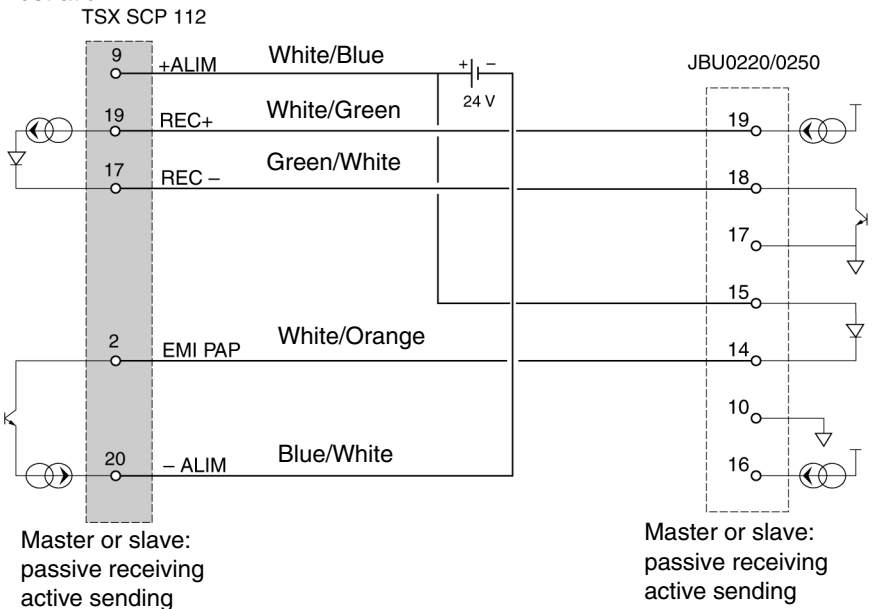 TSX SCP 112
9
+ALIM
White/Blue
+
–
24 V
JBU0220/0250
19
REC+
White/Green
19
17
REC –
Green/White
18
17
15
2
EMI PAP
White/Orange
14
10
20
– ALIM
Blue/White
16
Master or slave:
passive receiving
active sending
Master or slave:
passive receiving
active sending